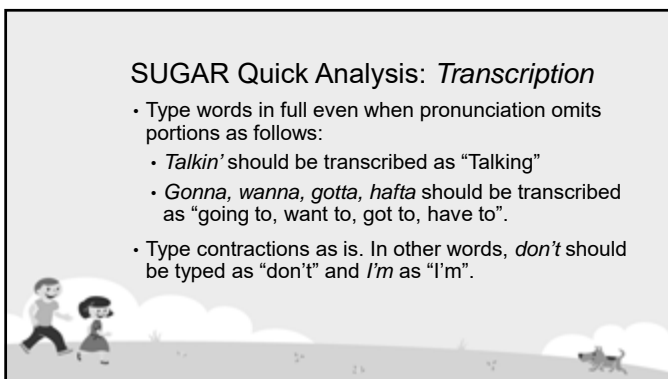 SUGAR Quick Analysis: Transcription
• Type words in full even when pronunciation omits
portions as follows:
• Talkin’ should be transcribed as “Talking”
• Gonna, wanna, gotta, hafta should be transcribed
as “going to, want to, got to, have to”.
• Type contractions as is. In other words, don’t should
be typed as “don’t” and I’m as “I’m”.